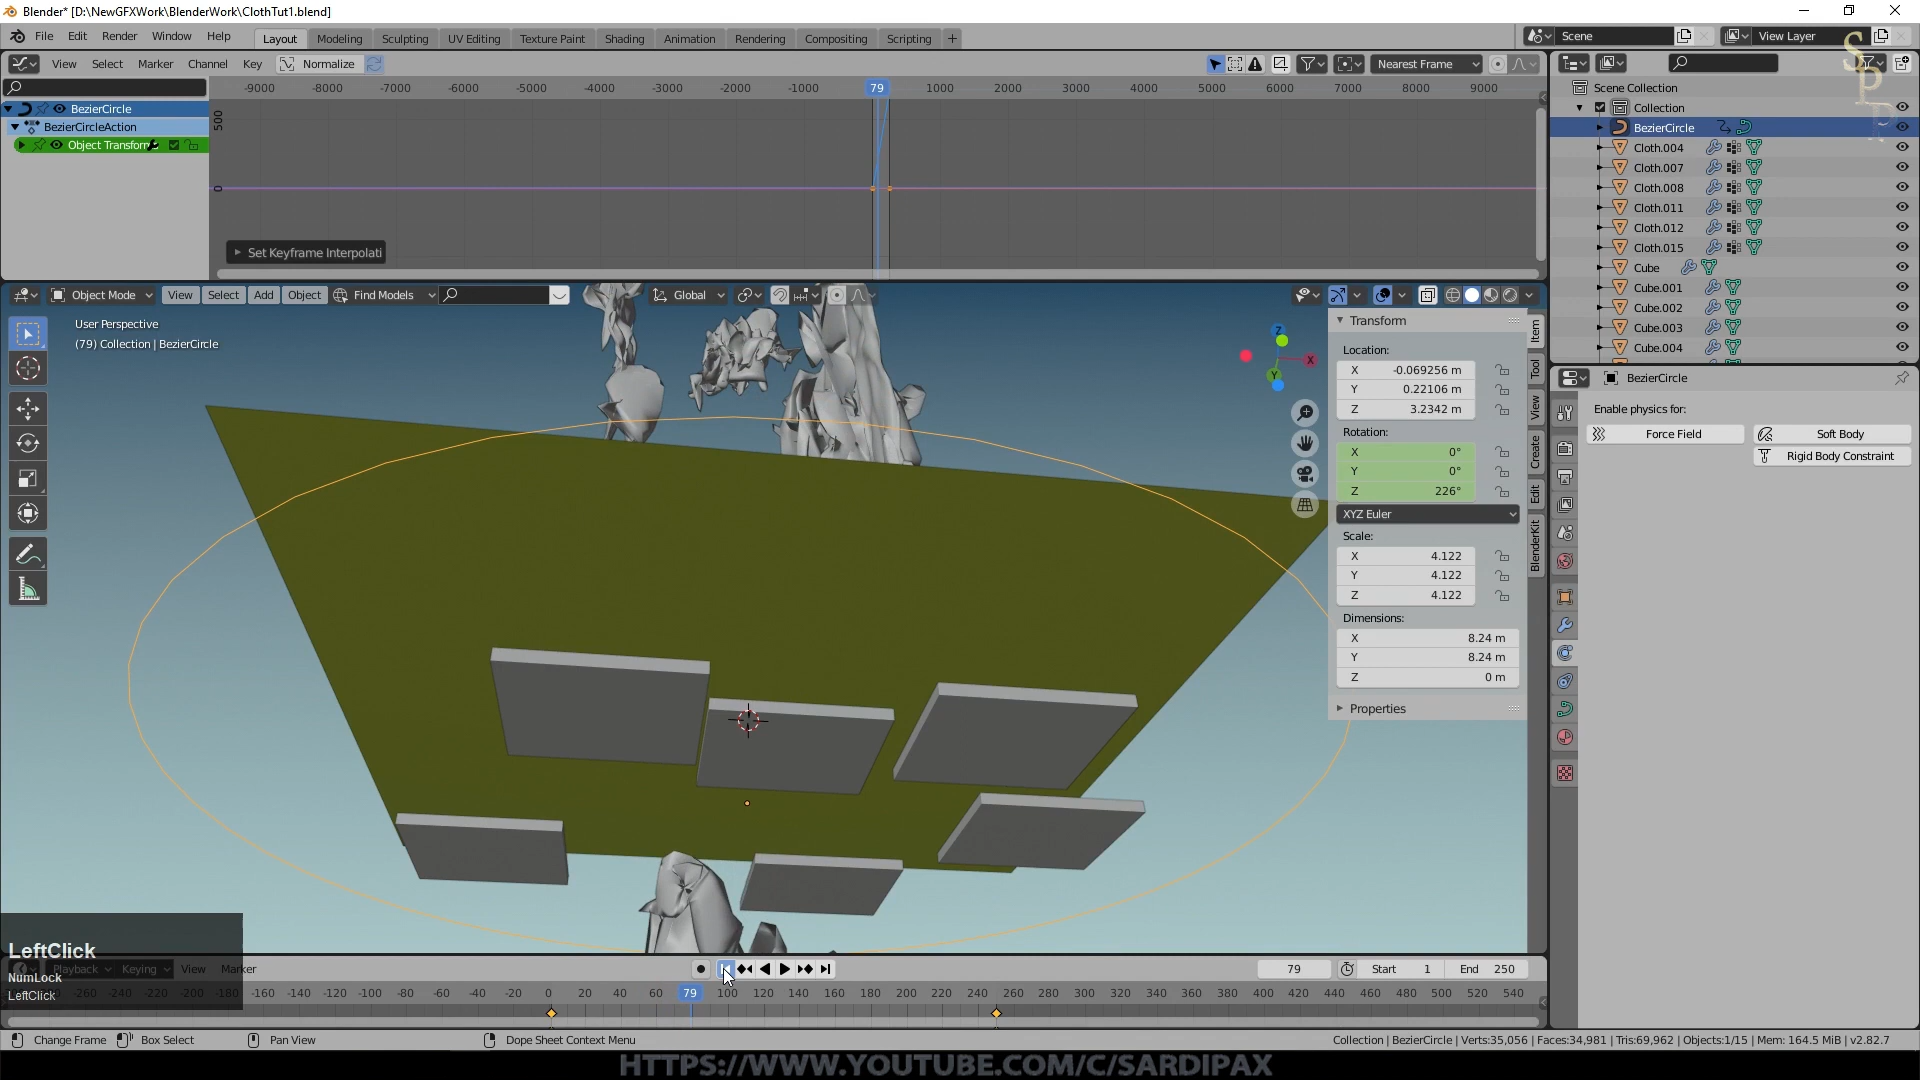 Blender* [D:\NewGFXWork\BlenderWork\ClothTut1.blend]
File Edit Render Window Help Layout Modeling Sculpting UV Editing Texture Paint Shading Animation Rendering Compositing Scripting + Scene View Layer
View Select Marker Channel Key Normalize Nearest Frame
-9000 -8000 -7000 -6000 -5000 -4000 -3000 -2000 -1000 79 1000 2000 3000 4000 5000 6000 7000 8000 9000
Scene Collection
Collection
BezierCircle
Cloth.004
Cloth.007
Cloth.008
Cloth.011
Cloth.012
Cloth.015
Cube
Cube.001
Cube.002
Cube.003
Cube.004
SPP
BezierCircle
BezierCircleAction
Object Transform
500
0
Set Keyframe Interpolati
Object Mode View Select Add Object Find Models Global
User Perspective
(79) Collection | BezierCircle
Z
X
Y
Transform
Location:
X -0.069256 m
Y 0.22106 m
Z 3.2342 m
Rotation:
X 0°
Y 0°
Z 226°
XYZ Euler
Scale:
X 4.122
Y 4.122
Z 4.122
Dimensions:
X 8.24 m
Y 8.24 m
Z 0 m
Properties
Item
Tool
View
Create
Edit
BlenderKit
BezierCircle
Enable physics for:
Force Field Soft Body
Rigid Body Constraint
LeftClick
NumLock
LeftClick
Playback Keying View Marker 79 Start 1 End 250
-260 -240 -220 -200 -180 -160 -140 -120 -100 -80 -60 -40 -20 0 20 40 60 79 100 120 140 160 180 200 220 240 260 280 300 320 340 360 380 400 420 440 460 480 500 520 540
Change Frame Box Select Pan View Dope Sheet Context Menu Collection | BezierCircle | Verts:35,056 | Faces:34,981 | Tris:69,962 | Objects:1/15 | Mem: 164.5 MiB | v2.82.7
HTTPS://WWW.YOUTUBE.COM/C/SARDIPAX